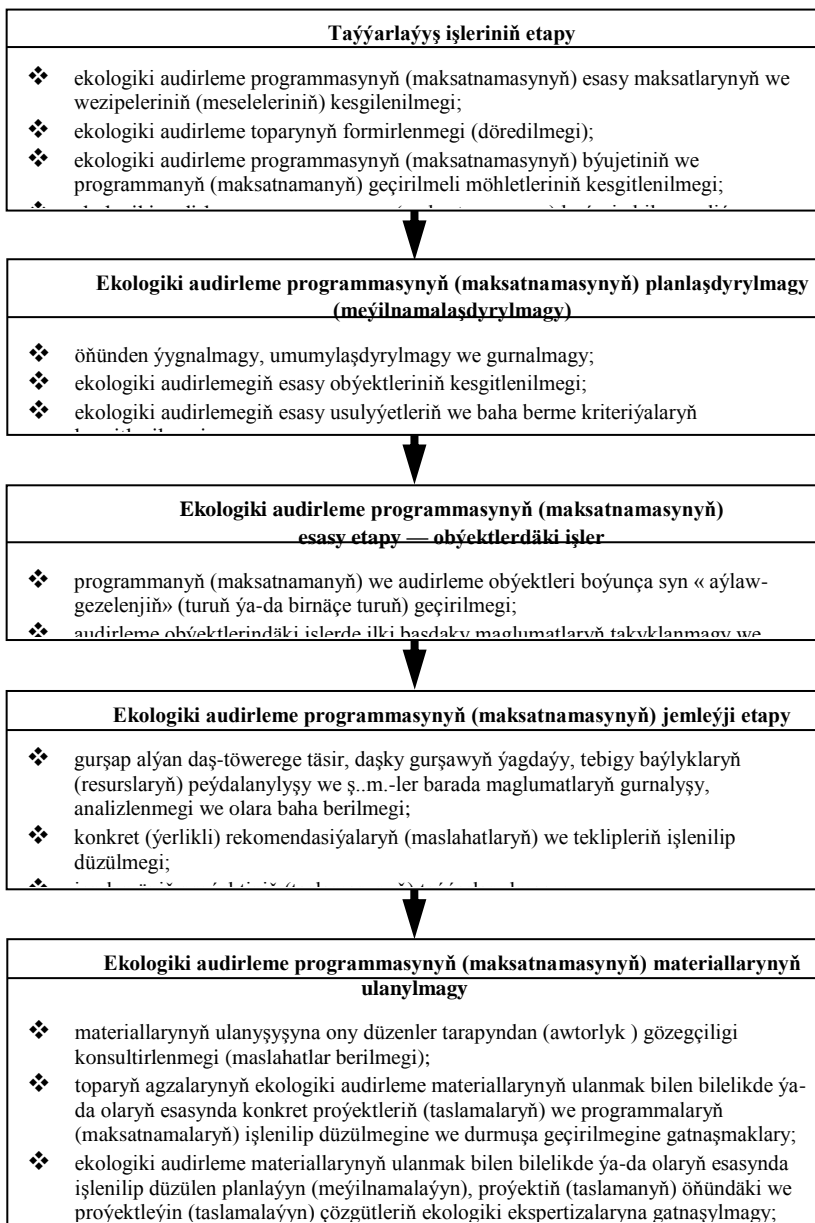 Taýýarlaýyş işleriniň etapy
❖ ekologiki audirleme programmasynyň (maksatnamasynyň) esasy maksatlarynyň we
wezipeleriniň (meseleleriniň) kesgilenilmegi;
❖ ekologiki audirleme toparynyň formirlenmegi (döredilmegi);
❖ ekologiki audirleme programmasynyň (maksatnamasynyň) býujetiniň we
programmanyň (maksatnamanyň) geçirilmeli möhletleriniň kesgitlenilmegi;
Ekologiki audirleme programmasynyň (maksatnamasynyň) planlaşdyrylmagy
(meýilnamalaşdyrylmagy)
❖ öňünden ýygnalmagy, umumylaşdyrylmagy we gurnalmagy;
❖ ekologiki audirlemegiň esasy obýektleriniň kesgitlenilmegi;
❖ ekologiki audirlemegiň esasy usulyýetleriň we baha berme kriteriýalaryň
Ekologiki audirleme programmasynyň (maksatnamasynyň)
esasy etapy — obýektlerdäki işler
❖ programmanyň (maksatnamanyň) we audirleme obýektleri boýunça syn « aýlaw-
gezelenjiň» (turuň ýa-da birnäçe turuň) geçirilmegi;
❖ audirleme obýektlerindäki işlerde ilki başdaky maglumatlaryň takyklanmagy we
Ekologiki audirleme programmasynyň (maksatnamasynyň) jemleýji etapy
❖ gurşap alýan daş-töwerege täsir, daşky gurşawyň ýagdaýy, tebigy baýlyklaryň
(resurslaryň) peýdalanylyşy we ş..m.-ler barada maglumatlaryň gurnalyşy,
analizlenmegi we olara baha berilmegi;
❖ konkret (ýerlikli) rekomendasiýalaryň (maslahatlaryň) we teklipleriň işlenilip
düzülmegi;
Ekologiki audirleme programmasynyň (maksatnamasynyň) materiallarynyň
ulanylmagy
❖ materiallarynyň ulanyşyşyna ony düzenler tarapyndan (awtorlyk ) gözegçiligi
konsultirlenmegi (maslahatlar berilmegi);
❖ toparyň agzalarynyň ekologiki audirleme materiallarynyň ulanmak bilen bilelikde ýa-
da olaryň esasynda konkret proýektleriň (taslamalaryň) we programmalaryň
(maksatnamalaryň) işlenilip düzülmegine we durmuşa geçirilmegine gatnaşmaklary;
❖ ekologiki audirleme materiallarynyň ulanmak bilen bilelikde ýa-da olaryň esasynda
işlenilip düzülen planlaýyn (meýilnamalaýyn), proýektiň (taslamanyň) öňündäki we
proýektleýin (taslamalaýyn) çözgütleriň ekologiki ekspertizalaryna gatnaşylmagy;